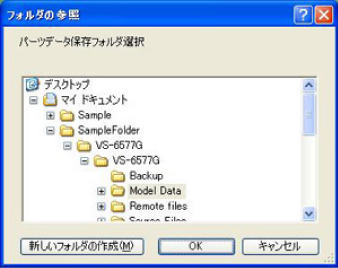 フォルダの参照
パーツデータ保存フォルダ選択
デスクトップ
マイ ドキュメント
Sample
SampleFolder
VS-6577G
VS-6577G
Backup
Model Data
Remote files
Source Files
新しいフォルダの作成(M)
OK
キャンセル